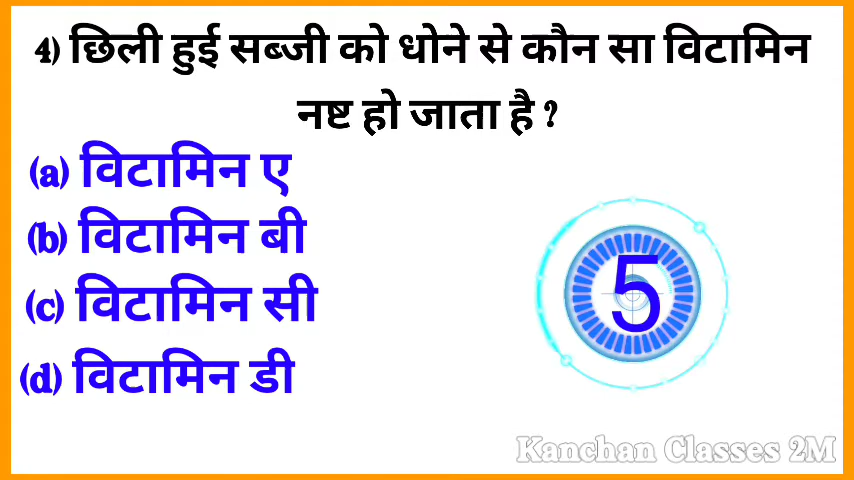 4) छिली हुई सब्जी को धोने से कौन सा विटामिन
नष्ट हो जाता है ?
(a) विटामिन ए
(b) विटामिन बी
(c) विटामिन सी
(d) विटामिन डी
5
Kanchan Classes 2M